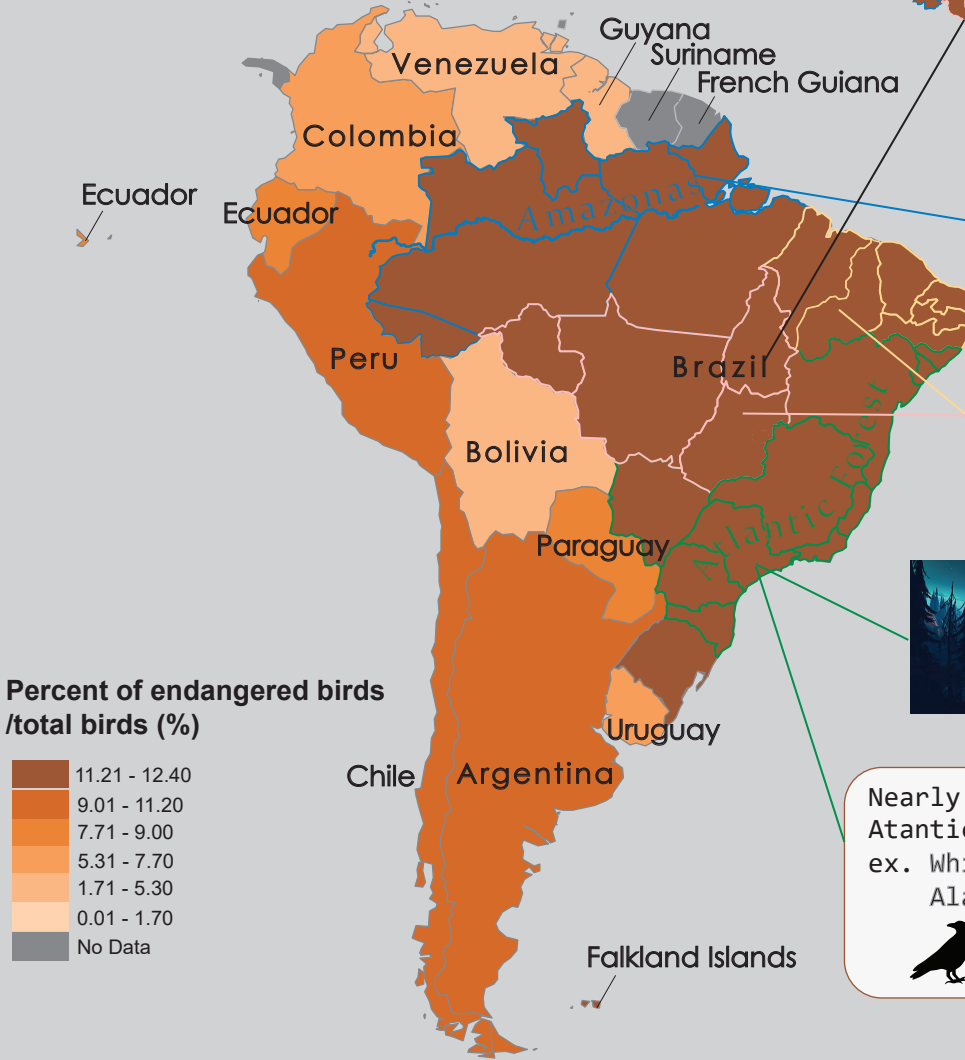 Guyana
Suriname
French Guiana
Venezuela
Colombia
Ecuador
Ecuador
Amazonas
Peru
Brazil
Bolivia
Atlantic Forest
Paraguay
Uruguay
Chile
Argentina
Falkland Islands
Percent of endangered birds
/total birds (%)
11.21 - 12.40
9.01 - 11.20
7.71 - 9.00
5.31 - 7.70
1.71 - 5.30
0.01 - 1.70
No Data
Nearly
Atantic
ex. Whi
Ala